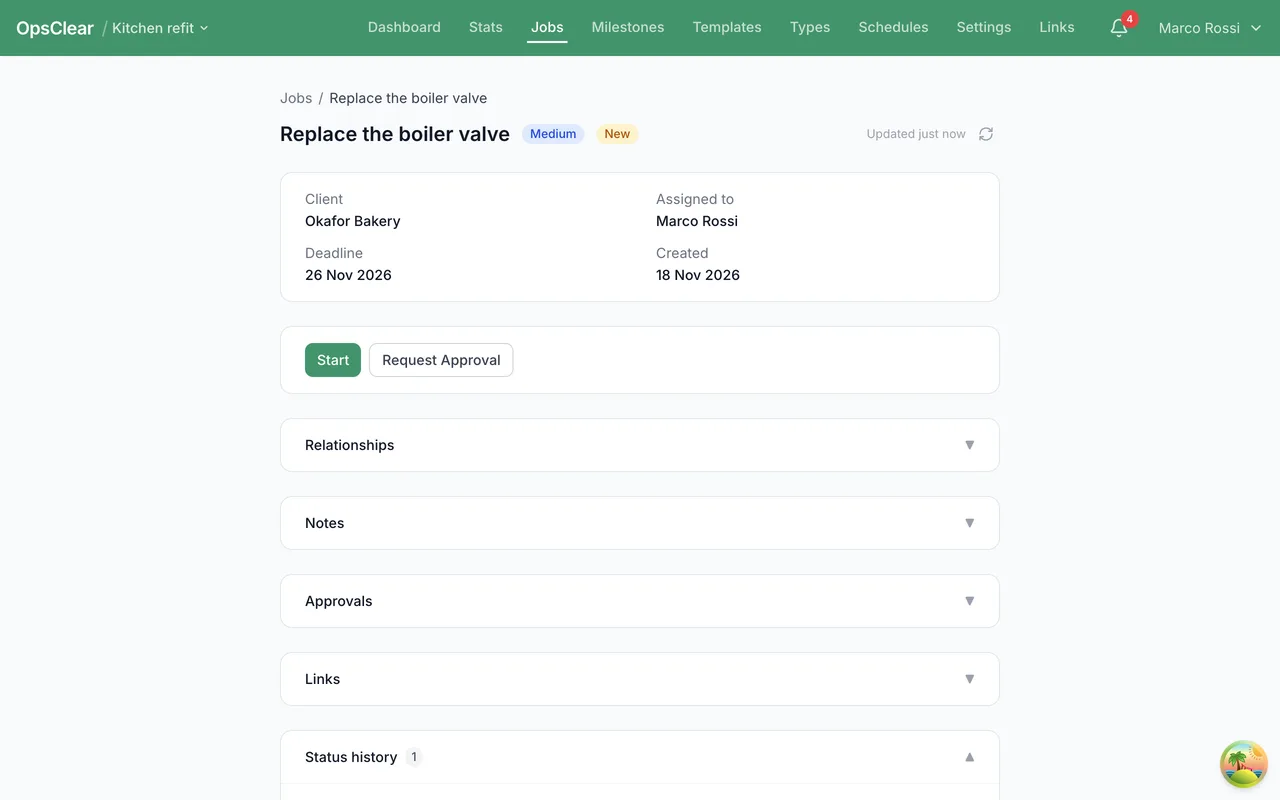 OpsClear / Kitchen refit Dashboard Stats Jobs Milestones Templates Types Schedules Settings Links 4 Marco Rossi
Jobs / Replace the boiler valve
Replace the boiler valve Medium New Updated just now
Client Assigned to
Okafor Bakery Marco Rossi
Deadline Created
26 Nov 2026 18 Nov 2026
Start Request Approval
Relationships
Notes
Approvals
Links
Status history 1